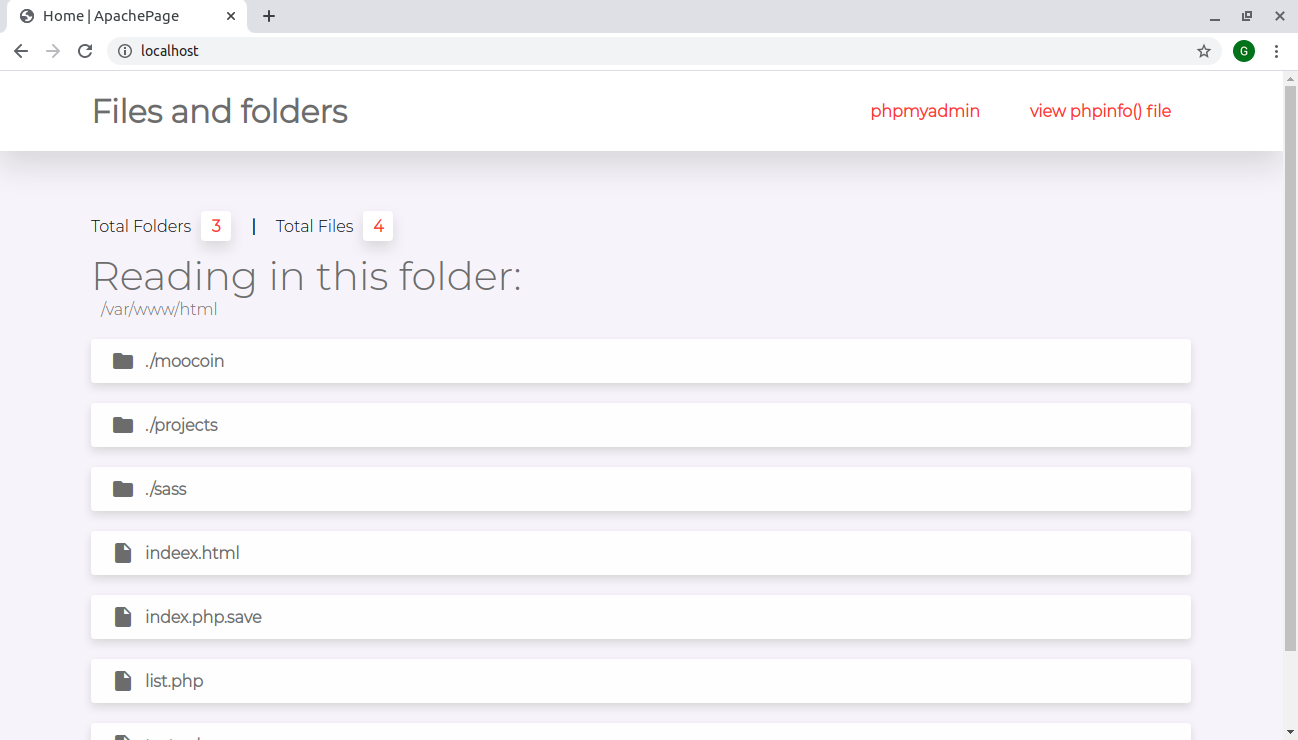 Home | ApachePage
localhost
G
Files and folders
phpmyadmin
view phpinfo() file
Total Folders 3 | Total Files 4
Reading in this folder:
/var/www/html
./moocoin
./projects
./sass
indeex.html
index.php.save
list.php